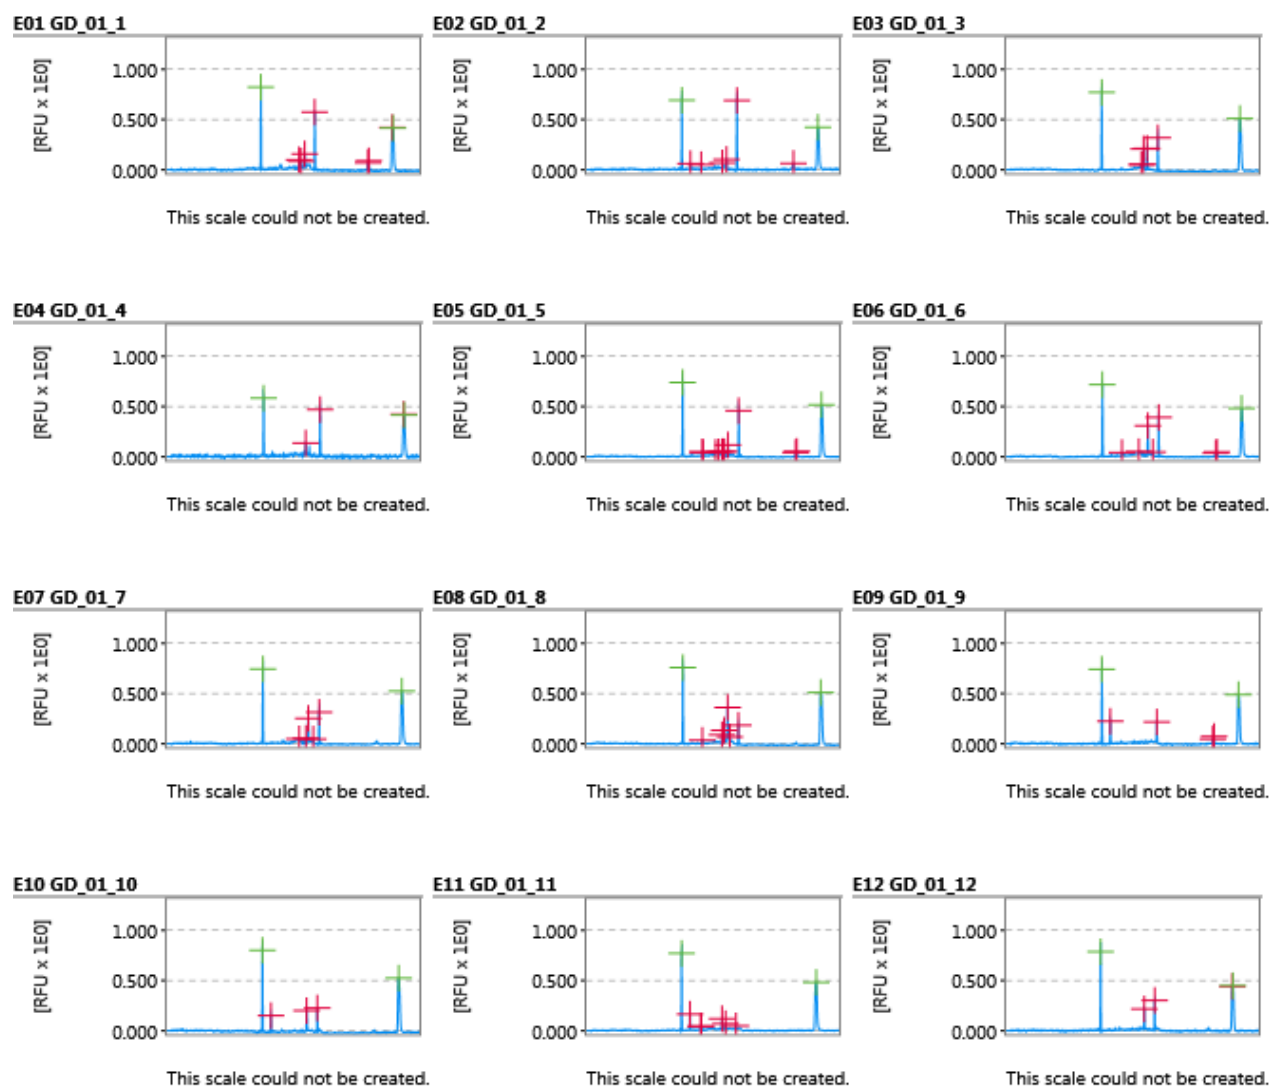 E01 GD_01_1
E02 GD_01_2
E03 GD_01_3
[RFU x 1E0]
1.000
0.500
0.000
[RFU x 1E0]
1.000
0.500
0.000
[RFU x 1E0]
1.000
0.500
0.000
This scale could not be created.
This scale could not be created.
This scale could not be created.
E04 GD_01_4
E05 GD_01_5
E06 GD_01_6
[RFU x 1E0]
1.000
0.500
0.000
[RFU x 1E0]
1.000
0.500
0.000
[RFU x 1E0]
1.000
0.500
0.000
This scale could not be created.
This scale could not be created.
This scale could not be created.
E07 GD_01_7
E08 GD_01_8
E09 GD_01_9
[RFU x 1E0]
1.000
0.500
0.000
[RFU x 1E0]
1.000
0.500
0.000
[RFU x 1E0]
1.000
0.500
0.000
This scale could not be created.
This scale could not be created.
This scale could not be created.
E10 GD_01_10
E11 GD_01_11
E12 GD_01_12
[RFU x 1E0]
1.000
0.500
0.000
[RFU x 1E0]
1.000
0.500
0.000
[RFU x 1E0]
1.000
0.500
0.000
This scale could not be created.
This scale could not be created.
This scale could not be created.